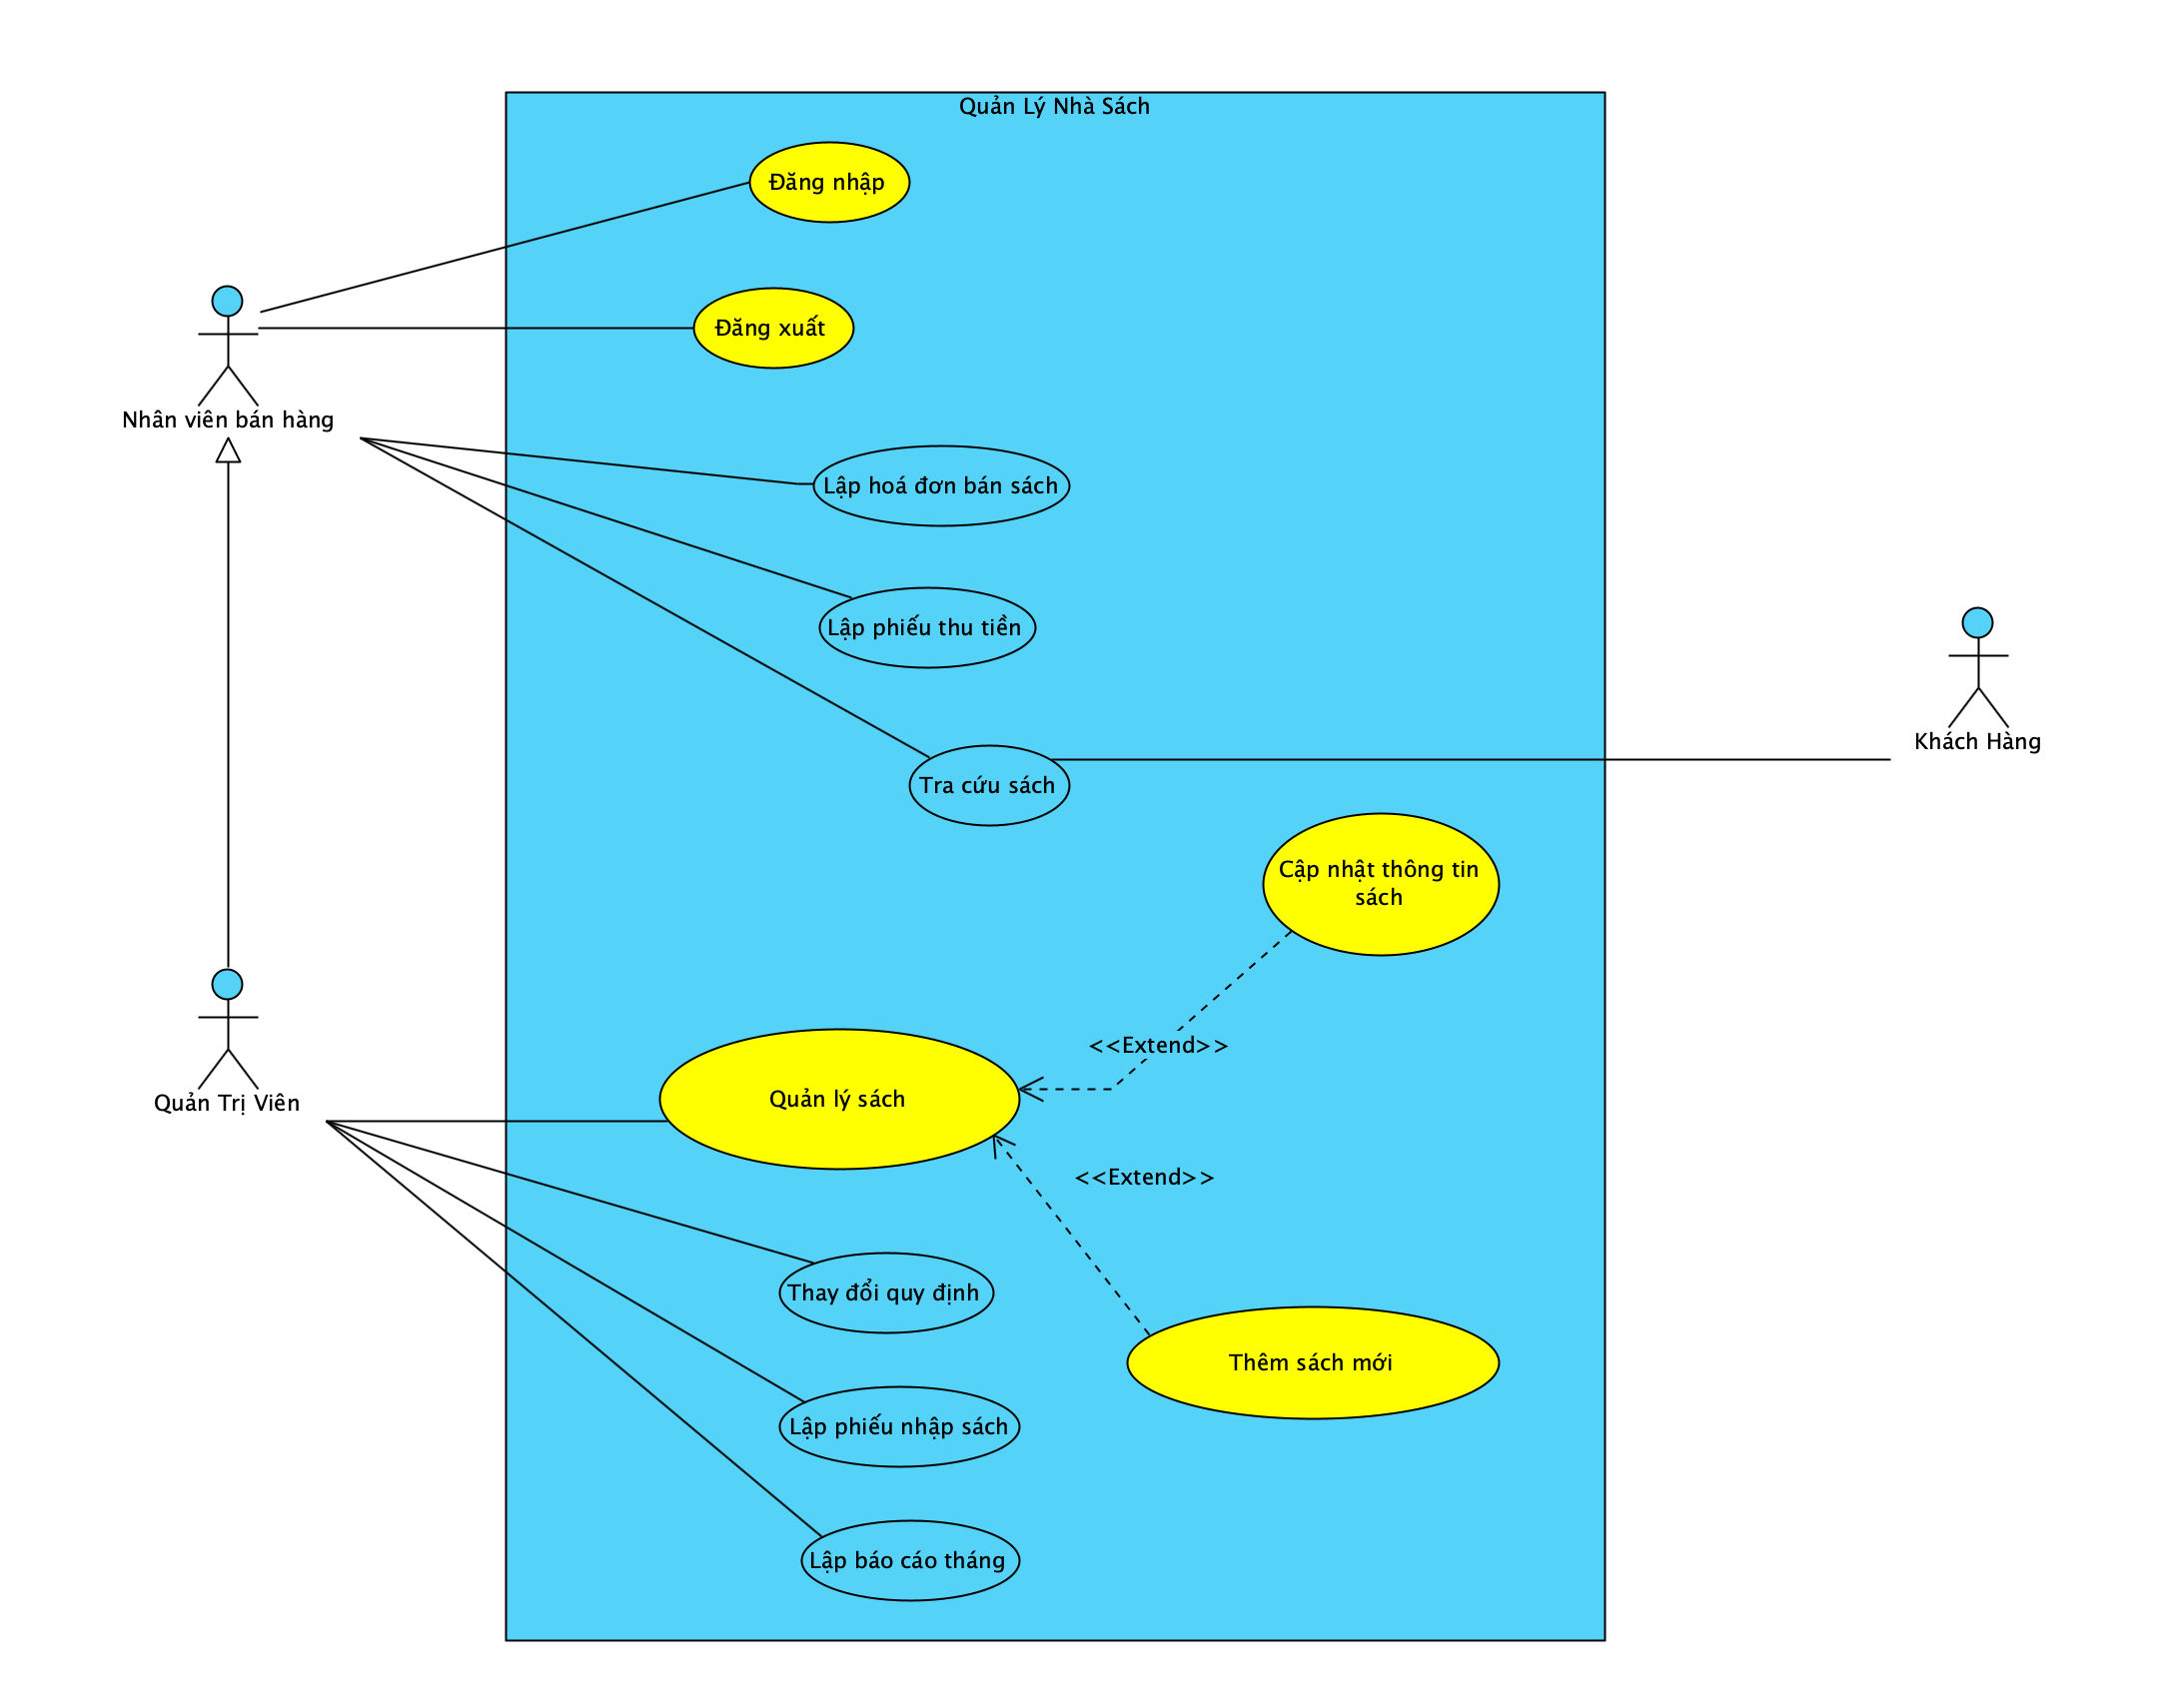 Quản Lý Nhà Sách
Đăng nhập
Đăng xuất
Nhân viên bán hàng
Lập hoá đơn bán sách
Lập phiếu thu tiền
Khách Hàng
Tra cứu sách
Cập nhật thông tin
sách
<<Extend>>
Quản lý sách
Quản Trị Viên
<<Extend>>
Thay đổi quy định
Thêm sách mới
Lập phiếu nhập sách
Lập báo cáo tháng